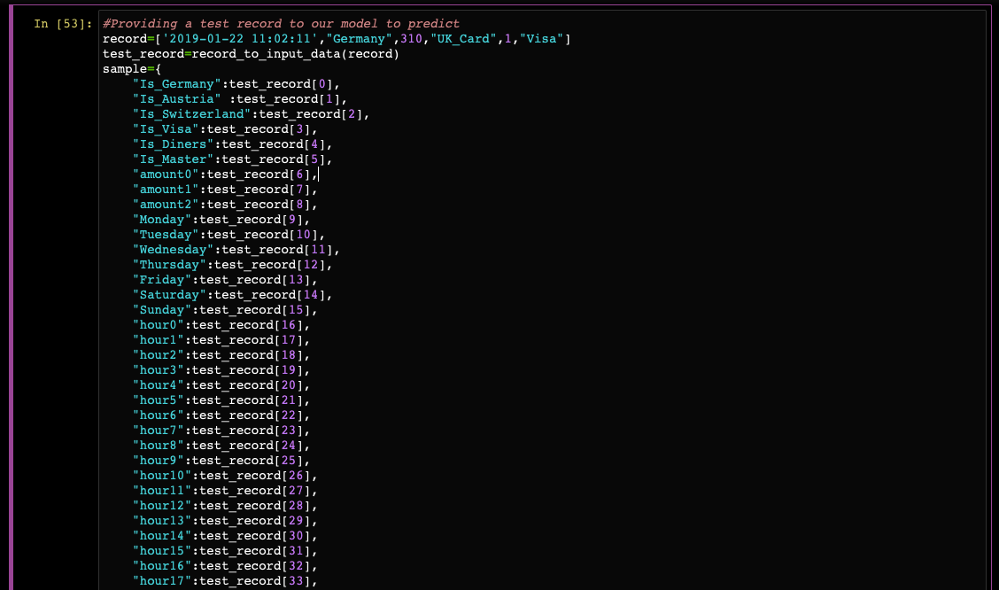 In [53]: #Providing a test record to our model to predict
record=['2019-01-22 11:02:11',"Germany",310,"UK_Card",1,"Visa"]
test_record=record_to_input_data(record)
sample={
    "Is_Germany":test_record[0],
    "Is_Austria" :test_record[1],
    "Is_Switzerland":test_record[2],
    "Is_Visa":test_record[3],
    "Is_Diners":test_record[4],
    "Is_Master":test_record[5],
    "amount0":test_record[6],
    "amount1":test_record[7],
    "amount2":test_record[8],
    "Monday":test_record[9],
    "Tuesday":test_record[10],
    "Wednesday":test_record[11],
    "Thursday":test_record[12],
    "Friday":test_record[13],
    "Saturday":test_record[14],
    "Sunday":test_record[15],
    "hour0":test_record[16],
    "hour1":test_record[17],
    "hour2":test_record[18],
    "hour3":test_record[19],
    "hour4":test_record[20],
    "hour5":test_record[21],
    "hour6":test_record[22],
    "hour7":test_record[23],
    "hour8":test_record[24],
    "hour9":test_record[25],
    "hour10":test_record[26],
    "hour11":test_record[27],
    "hour12":test_record[28],
    "hour13":test_record[29],
    "hour14":test_record[30],
    "hour15":test_record[31],
    "hour16":test_record[32],
    "hour17":test_record[33],